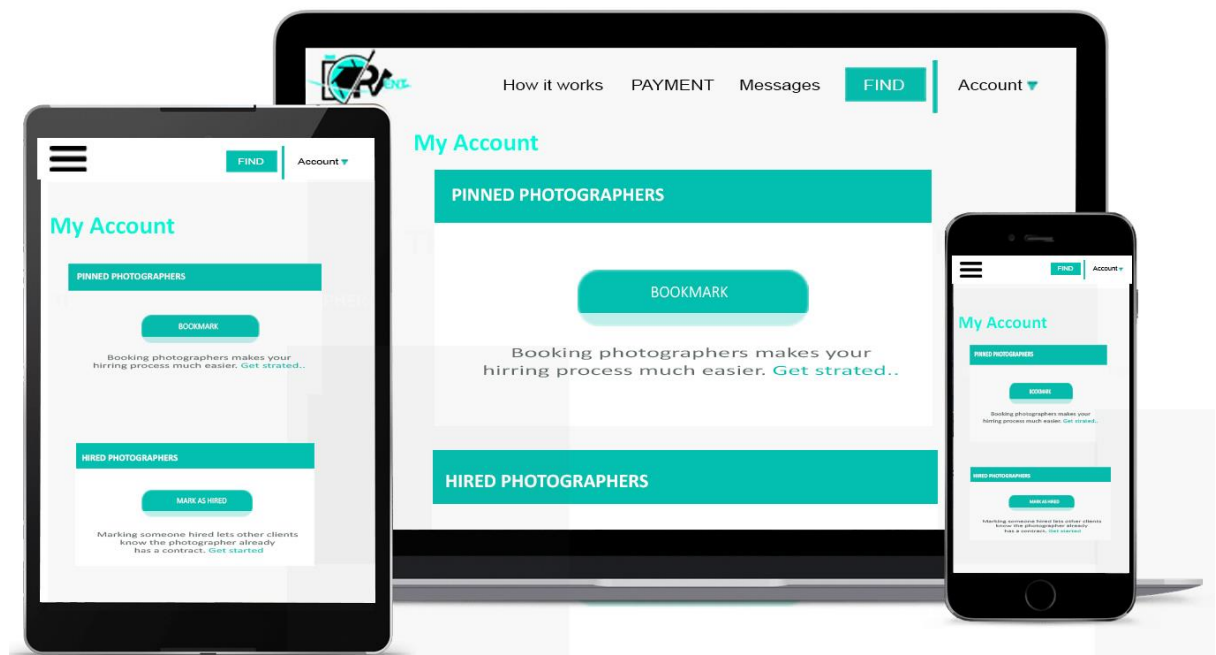 ENT
How it works PAYMENT Messages FIND Account
My Account
PINNED PHOTOGRAPHERS
BOOKMARK
Booking photographers makes your
hirring process much easier. Get strated..
HIRED PHOTOGRAPHERS
FIND Account
My Account
PINNED PHOTOGRAPHERS
BOOKMARK
Booking photographers makes your
hirring process much easier. Get strated..
HIRED PHOTOGRAPHERS
MARK AS HIRED
Marking someone hired lets other clients
know the photographer already
has a contract. Get started
FIND Account
My Account
PINNED PHOTOGRAPHERS
BOOKMARK
Booking photographers makes your
hirring process much easier. Get strated..
HIRED PHOTOGRAPHERS
MARK AS HIRED
Marking someone hired lets other clients
know the photographer already
has a contract. Get started